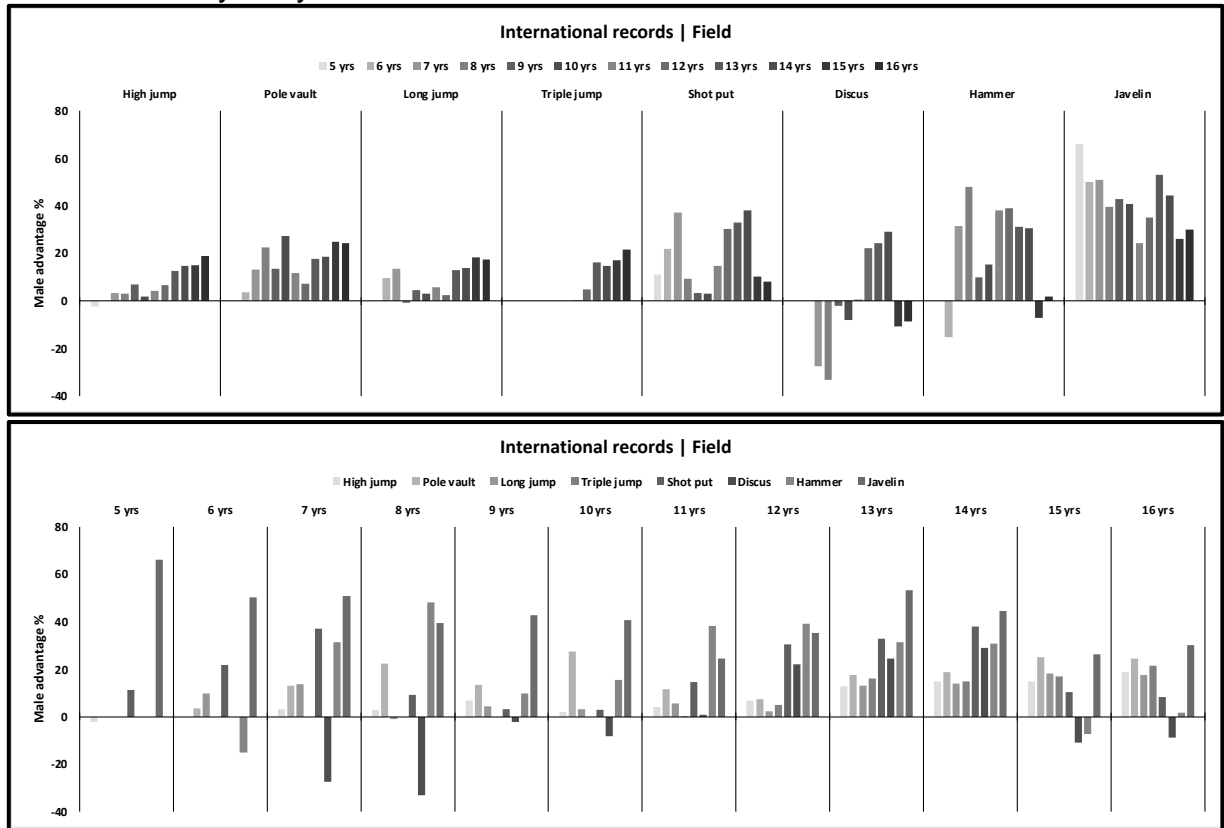 International records | Field
5 yrs 6 yrs 7 yrs 8 yrs 9 yrs 10 yrs 11 yrs 12 yrs 13 yrs 14 yrs 15 yrs 16 yrs
High jump Pole vault Long jump Triple jump Shot put Discus Hammer Javelin
80
60
40
20
0
-20
-40
Male advantage %
International records | Field
High jump Pole vault Long jump Triple jump Shot put Discus Hammer Javelin
5 yrs 6 yrs 7 yrs 8 yrs 9 yrs 10 yrs 11 yrs 12 yrs 13 yrs 14 yrs 15 yrs 16 yrs
80
60
40
20
0
-20
-40
Male advantage %